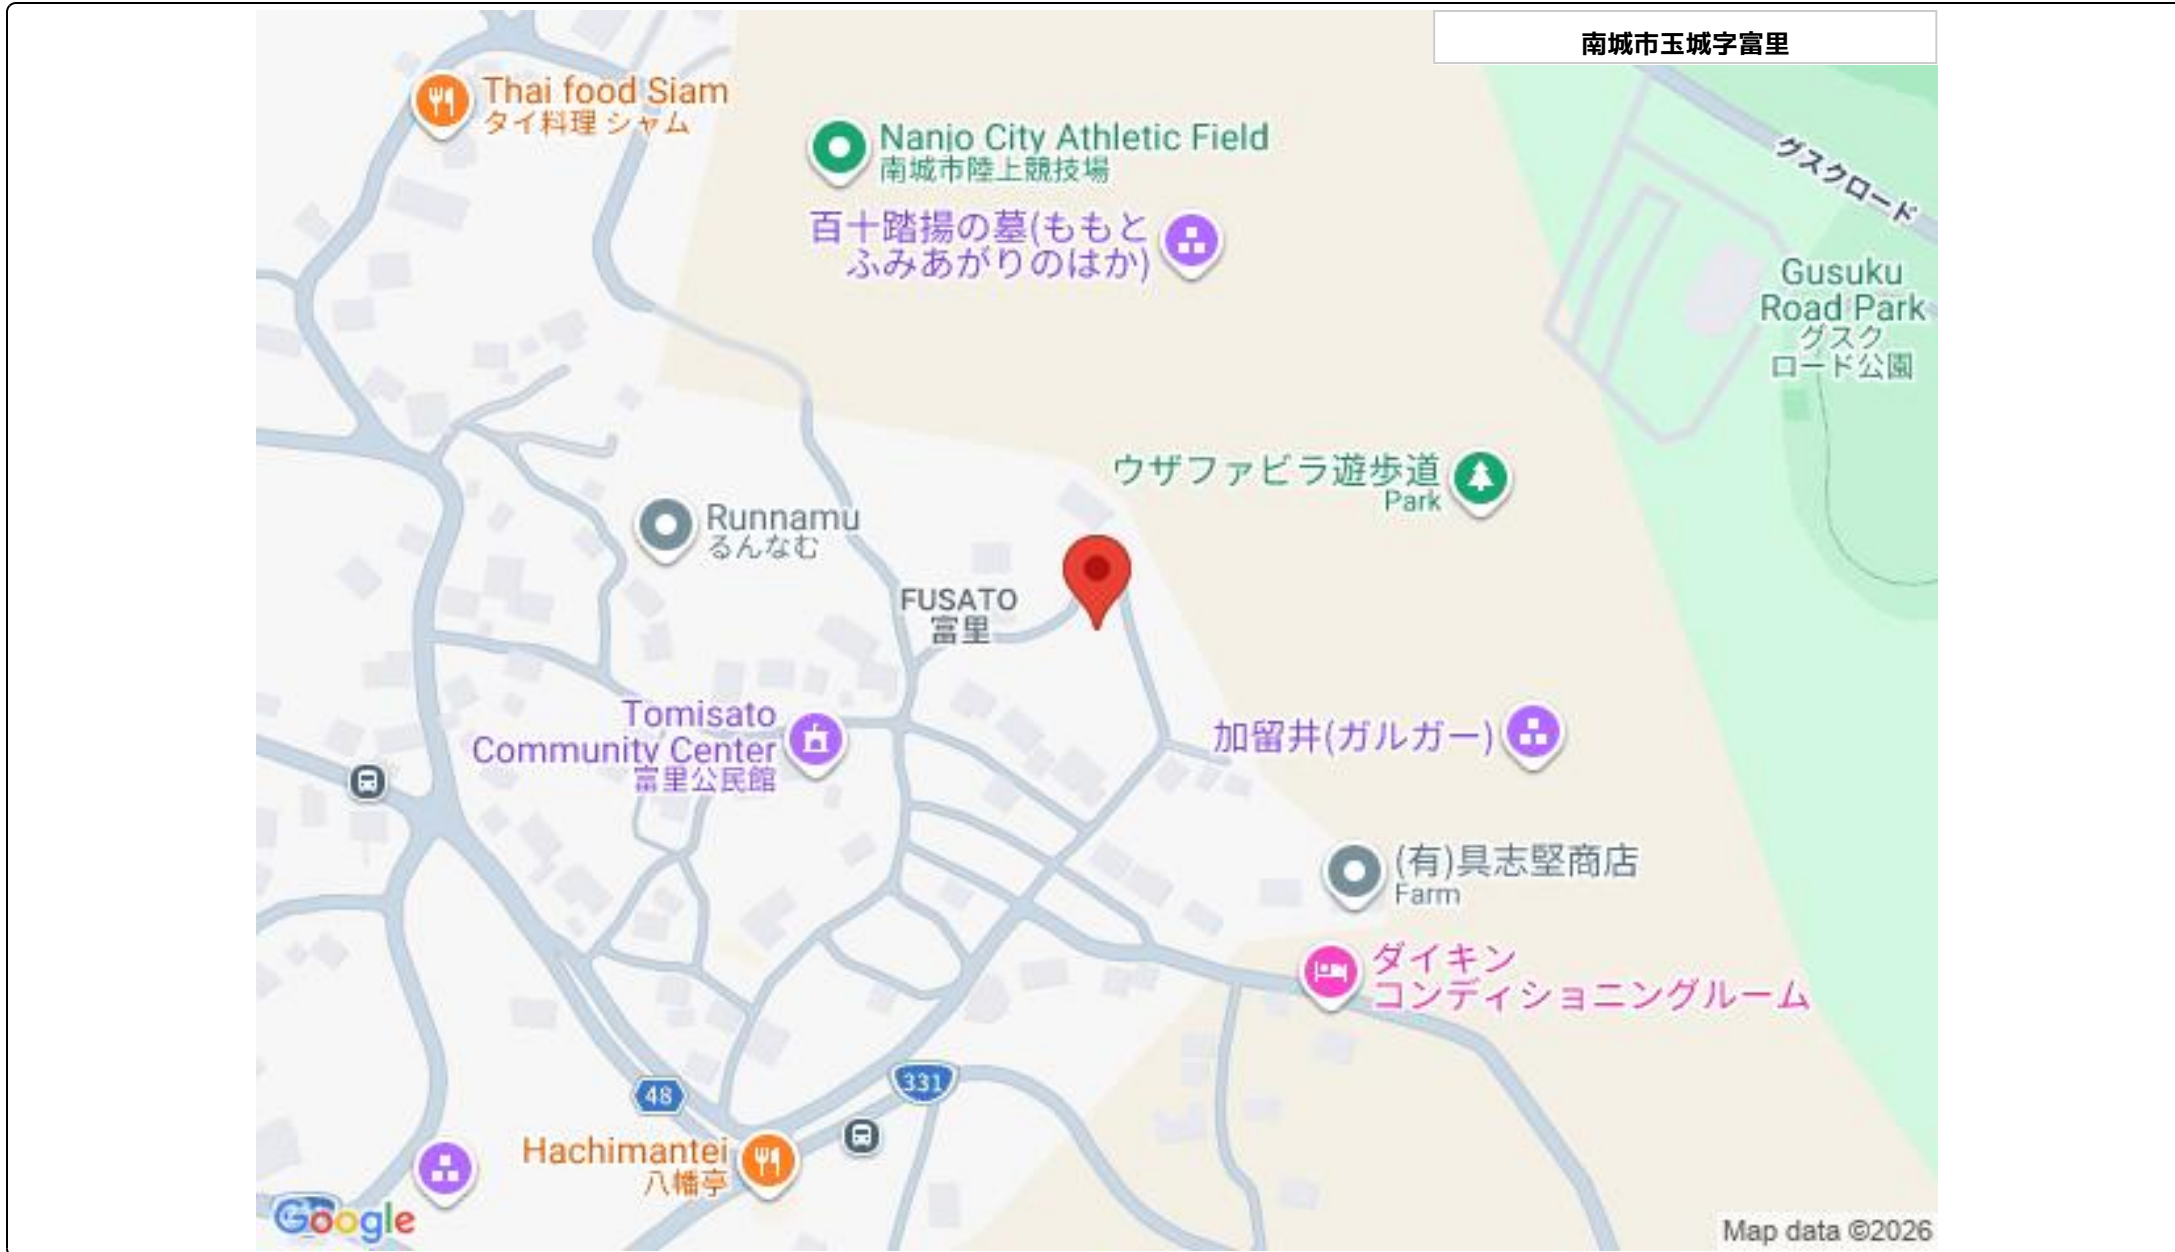 南城市玉城字富里
Thai food Siam
タイ料理 シャム
Nanjo City Athletic Field
南城市陸上競技場
百十踏揚の墓(ももと
ふみあがりのはか)
グスクロード
Gusuku
Road Park
グスク
ロード公園
ウザファビラ遊歩道
Park
Runnamu
るんなむ
FUSATO
富里
Tomisato
Community Center
富里公民館
加留井(ガルガー)
(有)具志堅商店
Farm
ダイキン
コンディショニングルーム
331
48
Hachimantei
八幡亭
Google
Map data ©2026